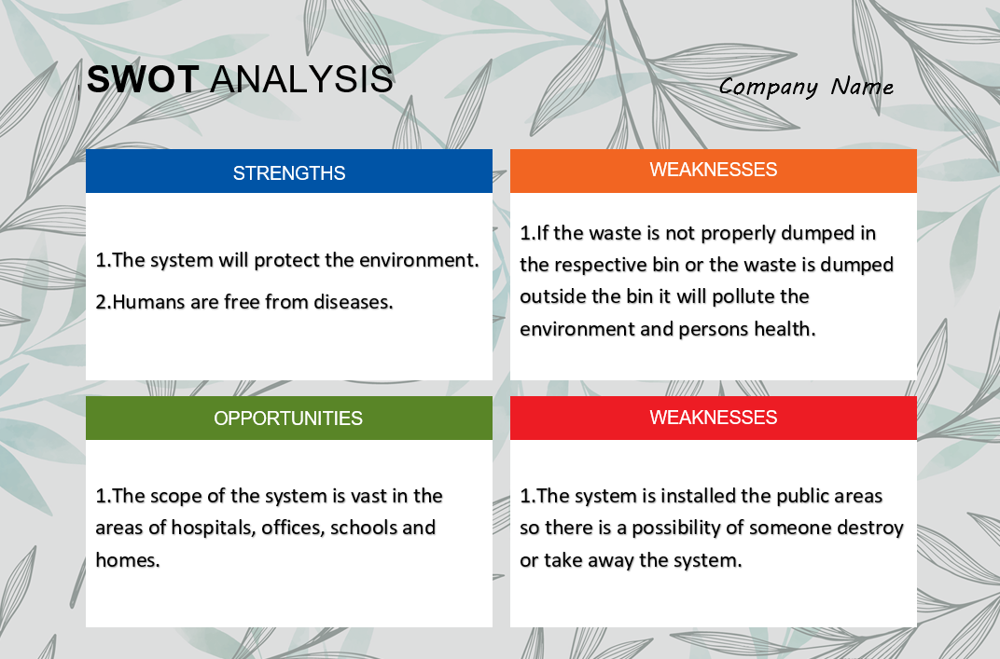 SWOT ANALYSIS
Company Name
STRENGTHS
1.The system will protect the environment.
2.Humans are free from diseases.
WEAKNESSES
1.If the waste is not properly dumped in
the respective bin or the waste is dumped
outside the bin it will pollute the
environment and persons health.
OPPORTUNITIES
1.The scope of the system is vast in the
areas of hospitals, offices, schools and
homes.
WEAKNESSES
1.The system is installed the public areas
so there is a possibility of someone destroy
or take away the system.